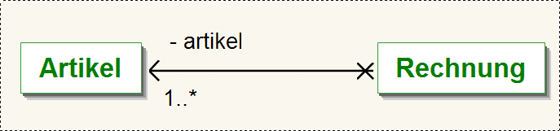 - artikel
Artikel
Rechnung
1..*